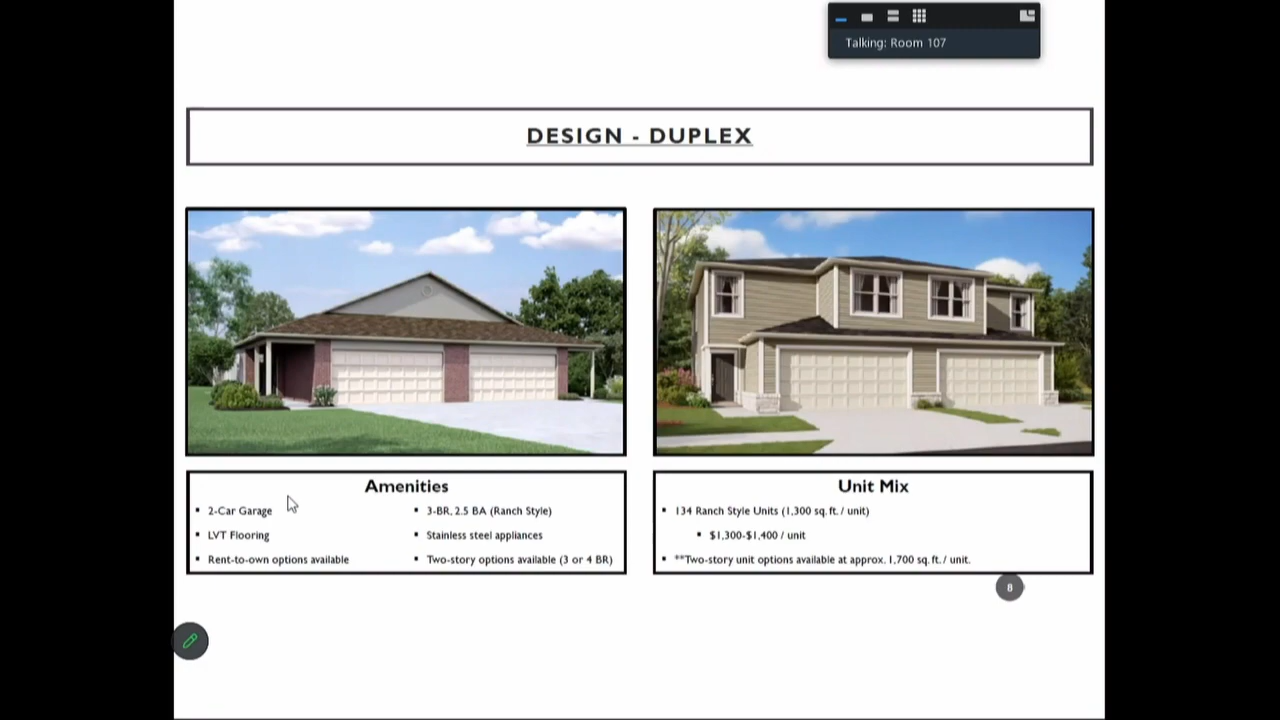 Talking: Room 107
DESIGN - DUPLEX
Amenities
2-Car Garage
LVT Flooring
Rent-to-own options available
3-BR, 2.5 BA (Ranch Style)
Stainless steel appliances
Two-story options available (3 or 4 BR)
Unit Mix
134 Ranch Style Units (1,300 sq. ft. / unit)
$1,300-$1,400 / unit
**Two-story unit options available at approx. 1,700 sq. ft. / unit.
8